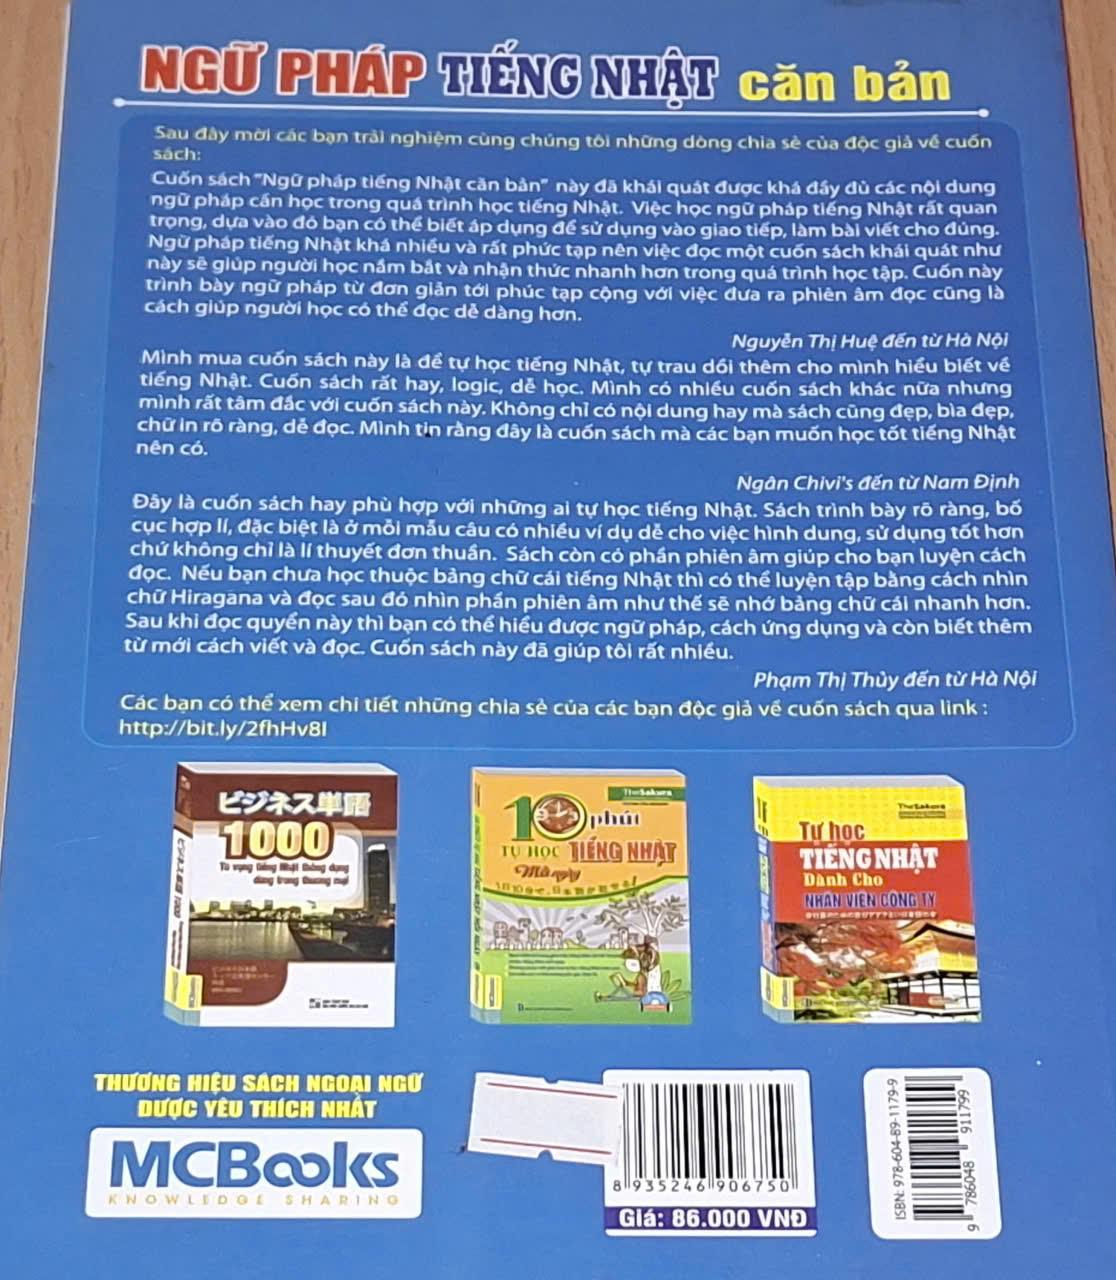 NGỮ PHÁP TIẾNG NHẬT căn bản
Sau đây mời các bạn trải nghiệm cùng chúng tôi những dòng chia sẻ của độc giả về cuốn
sách:
Cuốn sách "Ngữ pháp tiếng Nhật căn bản" này đã khái quát được khá đầy đủ các nội dung
ngữ pháp cần học trong quá trình học tiếng Nhật. Việc học ngữ pháp tiếng Nhật rất quan
trọng, dựa vào đó bạn có thể biết áp dụng để sử dụng vào giao tiếp, làm bài viết cho đúng.
Ngữ pháp tiếng Nhật khá nhiều và rất phức tạp nên việc đọc một cuốn sách khái quát như
này sẽ giúp người học nắm bắt và nhận thức nhanh hơn trong quá trình học tập. Cuốn này
trình bày ngữ pháp từ đơn giản tới phúc tạp cộng với việc đưa ra phiên âm đọc cũng là
cách giúp người học có thể đọc dễ dàng hơn.
Nguyễn Thị Huệ đến từ Hà Nội
Mình mua cuốn sách này là để tự học tiếng Nhật, tự trau dồi thêm cho mình hiểu biết về
tiếng Nhật. Cuốn sách rất hay, logic, dễ học. Mình có nhiều cuốn sách khác nữa nhưng
mình rất tâm đắc với cuốn sách này. Không chỉ có nội dung hay mà sách cũng đẹp, bìa đẹp,
chữ in rõ ràng, dễ đọc. Mình tin rằng đây là cuốn sách mà các bạn muốn học tốt tiếng Nhật
nên có.
Ngân Chivi's đến từ Nam Định
Đây là cuốn sách hay phù hợp với những ai tự học tiếng Nhật. Sách trình bày rõ ràng, bố
cục hợp lí, đặc biệt là ở mỗi mẫu câu có nhiều ví dụ dễ cho việc hình dung, sử dụng tốt hơn
chứ không chỉ là lí thuyết đơn thuần. Sách còn có phần phiên âm giúp cho bạn luyện cách
đọc. Nếu bạn chưa học thuộc bảng chữ cái tiếng Nhật thì có thể luyện tập bằng cách nhìn
chữ Hiragana và đọc sau đó nhìn phần phiên âm như thế sẽ nhớ bảng chữ cái nhanh hơn.
Sau khi đọc quyển này thì bạn có thể hiểu được ngữ pháp, cách ứng dụng và còn biết thêm
từ mới cách viết và đọc. Cuốn sách này đã giúp tôi rất nhiều.
Phạm Thị Thủy đến từ Hà Nội
Các bạn có thể xem chi tiết những chia sẻ của các bạn độc giả về cuốn sách qua link :
http://bit.ly/2fhHv8I
ビジネス単語
1000
Từ vựng tiếng Nhật thông dụng
dùng trong thương mại
TheSakura
10 phút
TỰ HỌC TIẾNG NHẬT
Mỗi ngày
TheSakura
Tự học
TIẾNG NHẬT
Dành Cho
NHÂN VIÊN CÔNG TY
THƯƠNG HIỆU SÁCH NGOẠI NGỮ
ĐƯỢC YÊU THÍCH NHẤT
MCBooks
KNOWLEDGE SHARING
8 935246 906750
Giá: 86.000 VNĐ
ISBN: 978-604-89-1179-9
9 786048 911799